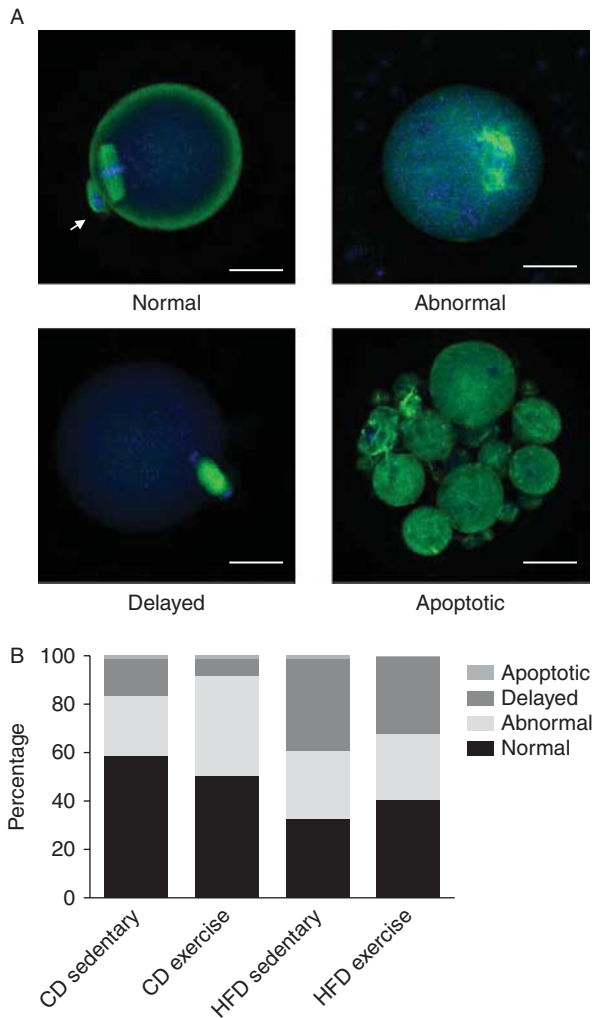 A
Normal
Abnormal
Delayed
Apoptotic
B
Percentage
100
80
60
40
20
0
CD sedentary
CD exercise
HFD sedentary
HFD exercise
Apoptotic
Delayed
Abnormal
Normal